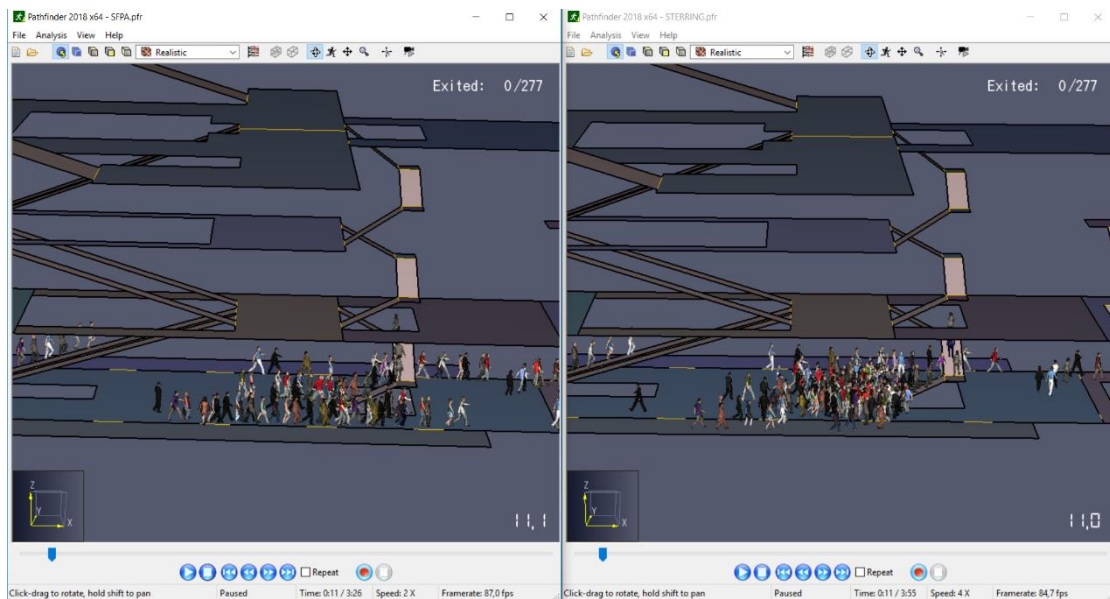 Pathfinder 2018 x64 - SFPA.pfr
File Analysis View Help
Realistic
Exited: 0/277
Z
Y
X
11,1
Repeat
Click-drag to rotate, hold shift to pan
Paused
Time: 0:11 / 3:26
Speed: 2 X
Framerate: 87,0 fps
Pathfinder 2018 x64 - STERRING.pfr
File Analysis View Help
Realistic
Exited: 0/277
Z
Y
X
11,0
Repeat
Click-drag to rotate, hold shift to pan
Paused
Time: 0:11 / 3:55
Speed: 4 X
Framerate: 84,7 fps